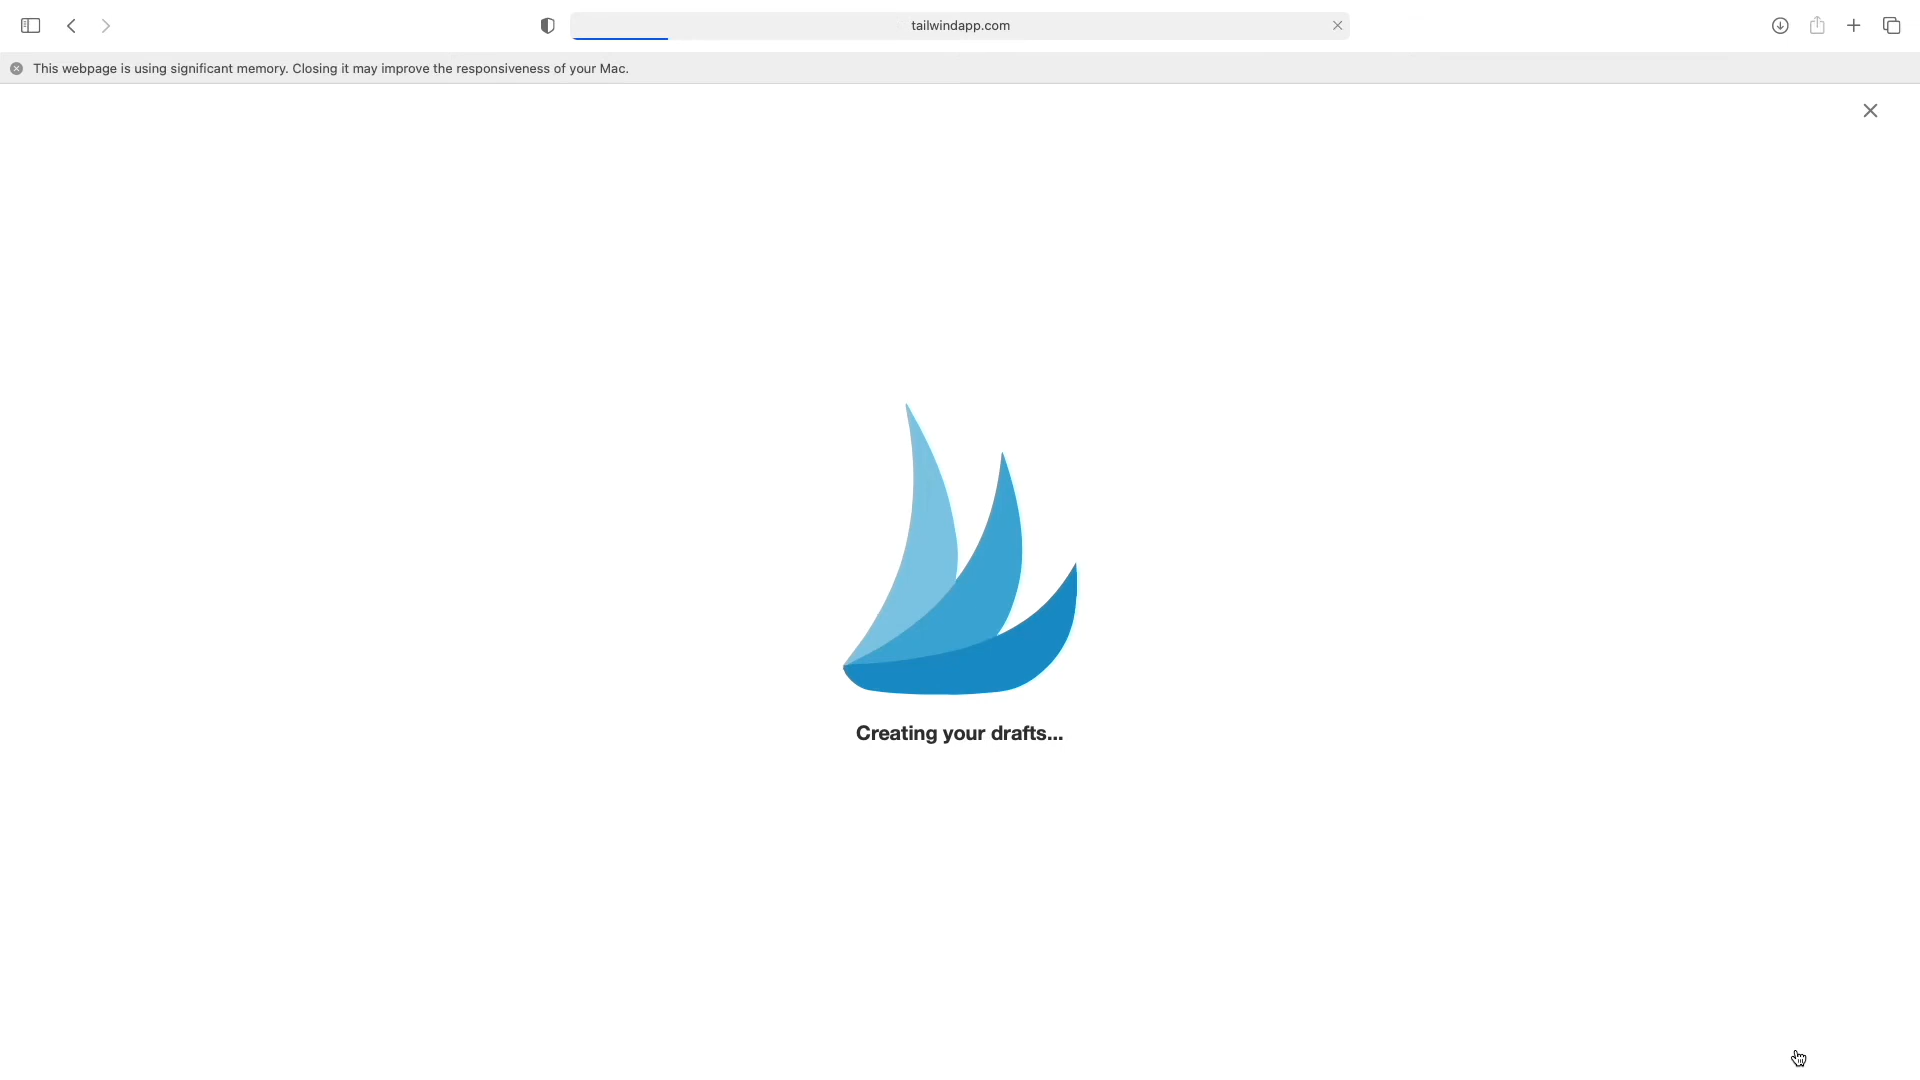 tailwindapp.com
This webpage is using significant memory. Closing it may improve the responsiveness of your Mac.
Creating your drafts...